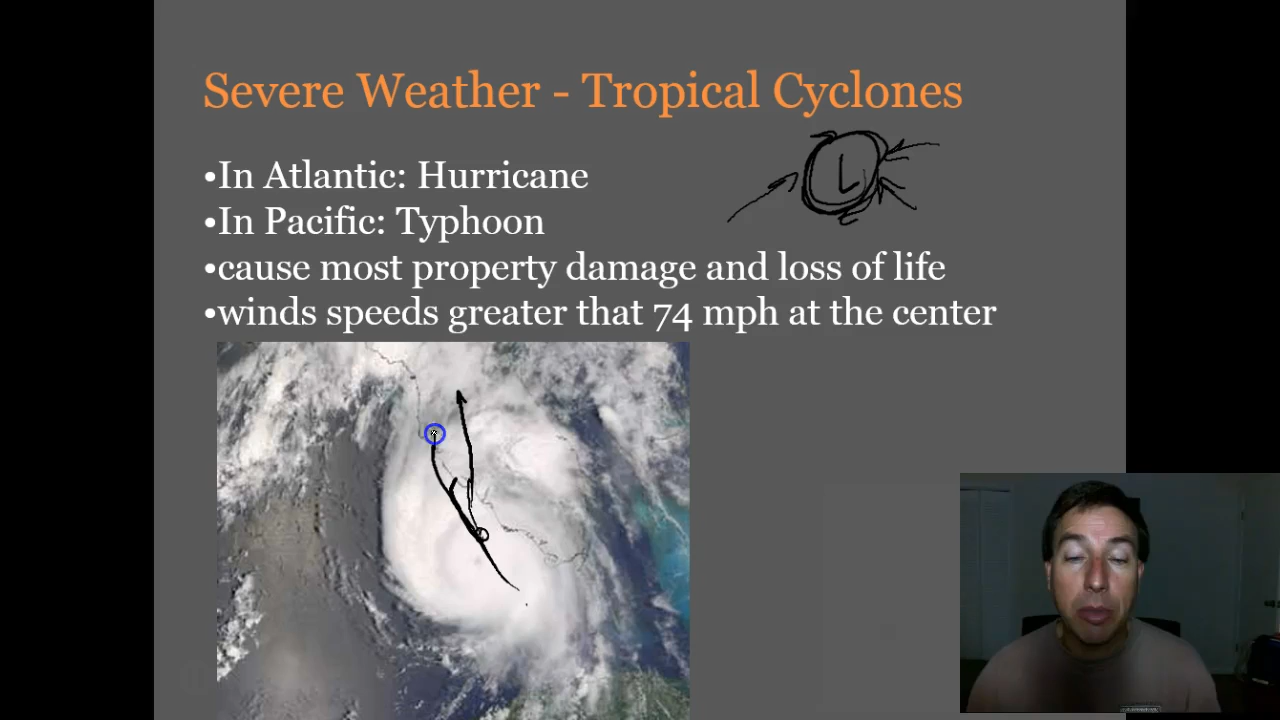 Severe Weather - Tropical Cyclones
•In Atlantic: Hurricane
L
•In Pacific: Typhoon
•cause most property damage and loss of life
•winds speeds greater that 74 mph at the center